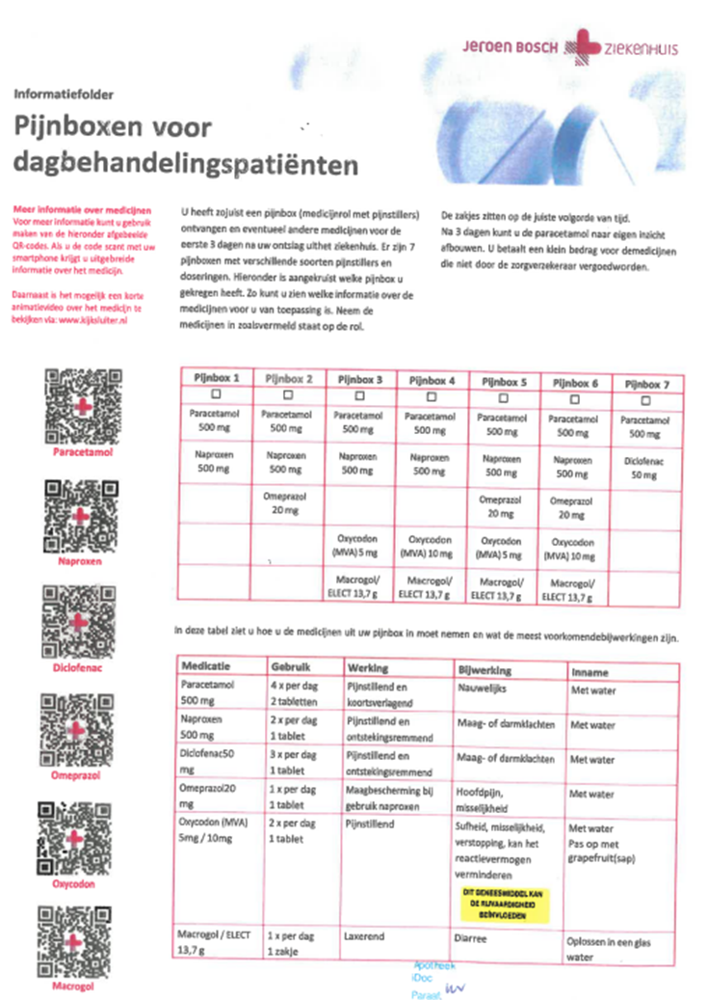 JEROEN BOSCH ZIEKENHUIS
Informatiefolder
Pijnboxen voor
dagbehandelingspatiënten
Meer informatie over medicijnen
Voor meer informatie kunt u gebruik
maken van de hieronder afgebeelde
QR-codes. Als u de code scant met uw
smartphone krijgt u uitgebreide
informatie over het medicijn.
Daarnaast is het mogelijk een korte
animatievideo over het medicijn te
bekijken via: www.kijksluiter.nl
U heeft zojuist een pijnbox (medicijnrol met pijnstillers)
ontvangen en eventueel andere medicijnen voor de
eerste 3 dagen na uw ontslag uithet ziekenhuis. Er zijn 7
pijnboxen met verschillende soorten pijnstillers en
doseringen. Hieronder is aangekruist welke pijnbox u
gekregen heeft. Zo kunt u zien welke informatie over de
medicijnen voor u van toepassing is. Neem de
medicijnen in zoalsvermeld staat op de rol.
De zakjes zitten op de juiste volgorde van tijd.
Na 3 dagen kunt u de paracetamol naar eigen inzicht
afbouwen. U betaalt een klein bedrag voor demedicijnen
die niet door de zorgverzekeraar vergoedworden.
Paracetamol
Naproxen
Diclofenac
Omeprazol
Oxycodon
Macrogol
Pijnbox 1 Pijnbox 2 Pijnbox 3 Pijnbox 4 Pijnbox 5 Pijnbox 6 Pijnbox 7
☐ ☐ ☐ ☐ ☐ ☐ ☐
Paracetamol Paracetamol Paracetamol Paracetamol Paracetamol Paracetamol Paracetamol
500 mg 500 mg 500 mg 500 mg 500 mg 500 mg 500 mg
Naproxen Naproxen Naproxen Naproxen Naproxen Naproxen Diclofenac
500 mg 500 mg 500 mg 500 mg 500 mg 500 mg 50 mg
Omeprazol Omeprazol Omeprazol
20 mg 20 mg 20 mg
Oxycodon Oxycodon Oxycodon Oxycodon
(MVA) 5 mg (MVA) 10 mg (MVA) 5 mg (MVA) 10 mg
Macrogol/ Macrogol/ Macrogol/ Macrogol/
ELECT 13,7 g ELECT 13,7 g ELECT 13,7 g ELECT 13,7 g
In deze tabel ziet u hoe u de medicijnen uit uw pijnbox in moet nemen en wat de meest voorkomendebijwerkingen zijn.
Medicatie Gebruik Werking Bijwerking Inname
Paracetamol 4 x per dag Pijnstillend en Nauwelijks Met water
500 mg 2 tabletten koortsverlagend
Naproxen 2 x per dag Pijnstillend en Maag- of darmklachten Met water
500 mg 1 tablet ontstekingsremmend
Diclofenac50 3 x per dag Pijnstillend en Maag- of darmklachten Met water
mg 1 tablet ontstekingsremmend
Omeprazol20 1 x per dag Maagbescherming bij Hoofdpijn, Met water
mg 1 tablet gebruik naproxen misselijkheid
Oxycodon (MVA) 2 x per dag Pijnstillend Sufheid, misselijkheid, Met water
5mg / 10mg 1 tablet verstopping, kan het Pas op met
reactievermogen grapefruit(sap)
verminderen
DIT GENEESMIDDEL KAN
DE RIJVAARDIGHEID
BEÏNVLOEDEN
Macrogol / ELECT 1 x per dag Laxerend Diarree Oplossen in een glas
13,7 g 1 zakje water
Apotheek
iDoc
Paraaf: